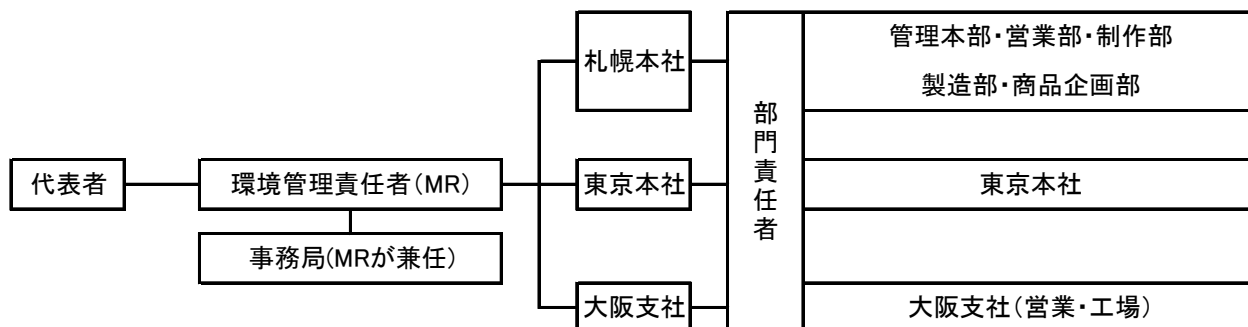 代表者
環境管理責任者(MR)
事務局(MRが兼任)
札幌本社
東京本社
大阪支社
部門責任者
管理本部・営業部・制作部
製造部・商品企画部
東京本社
大阪支社(営業・工場)